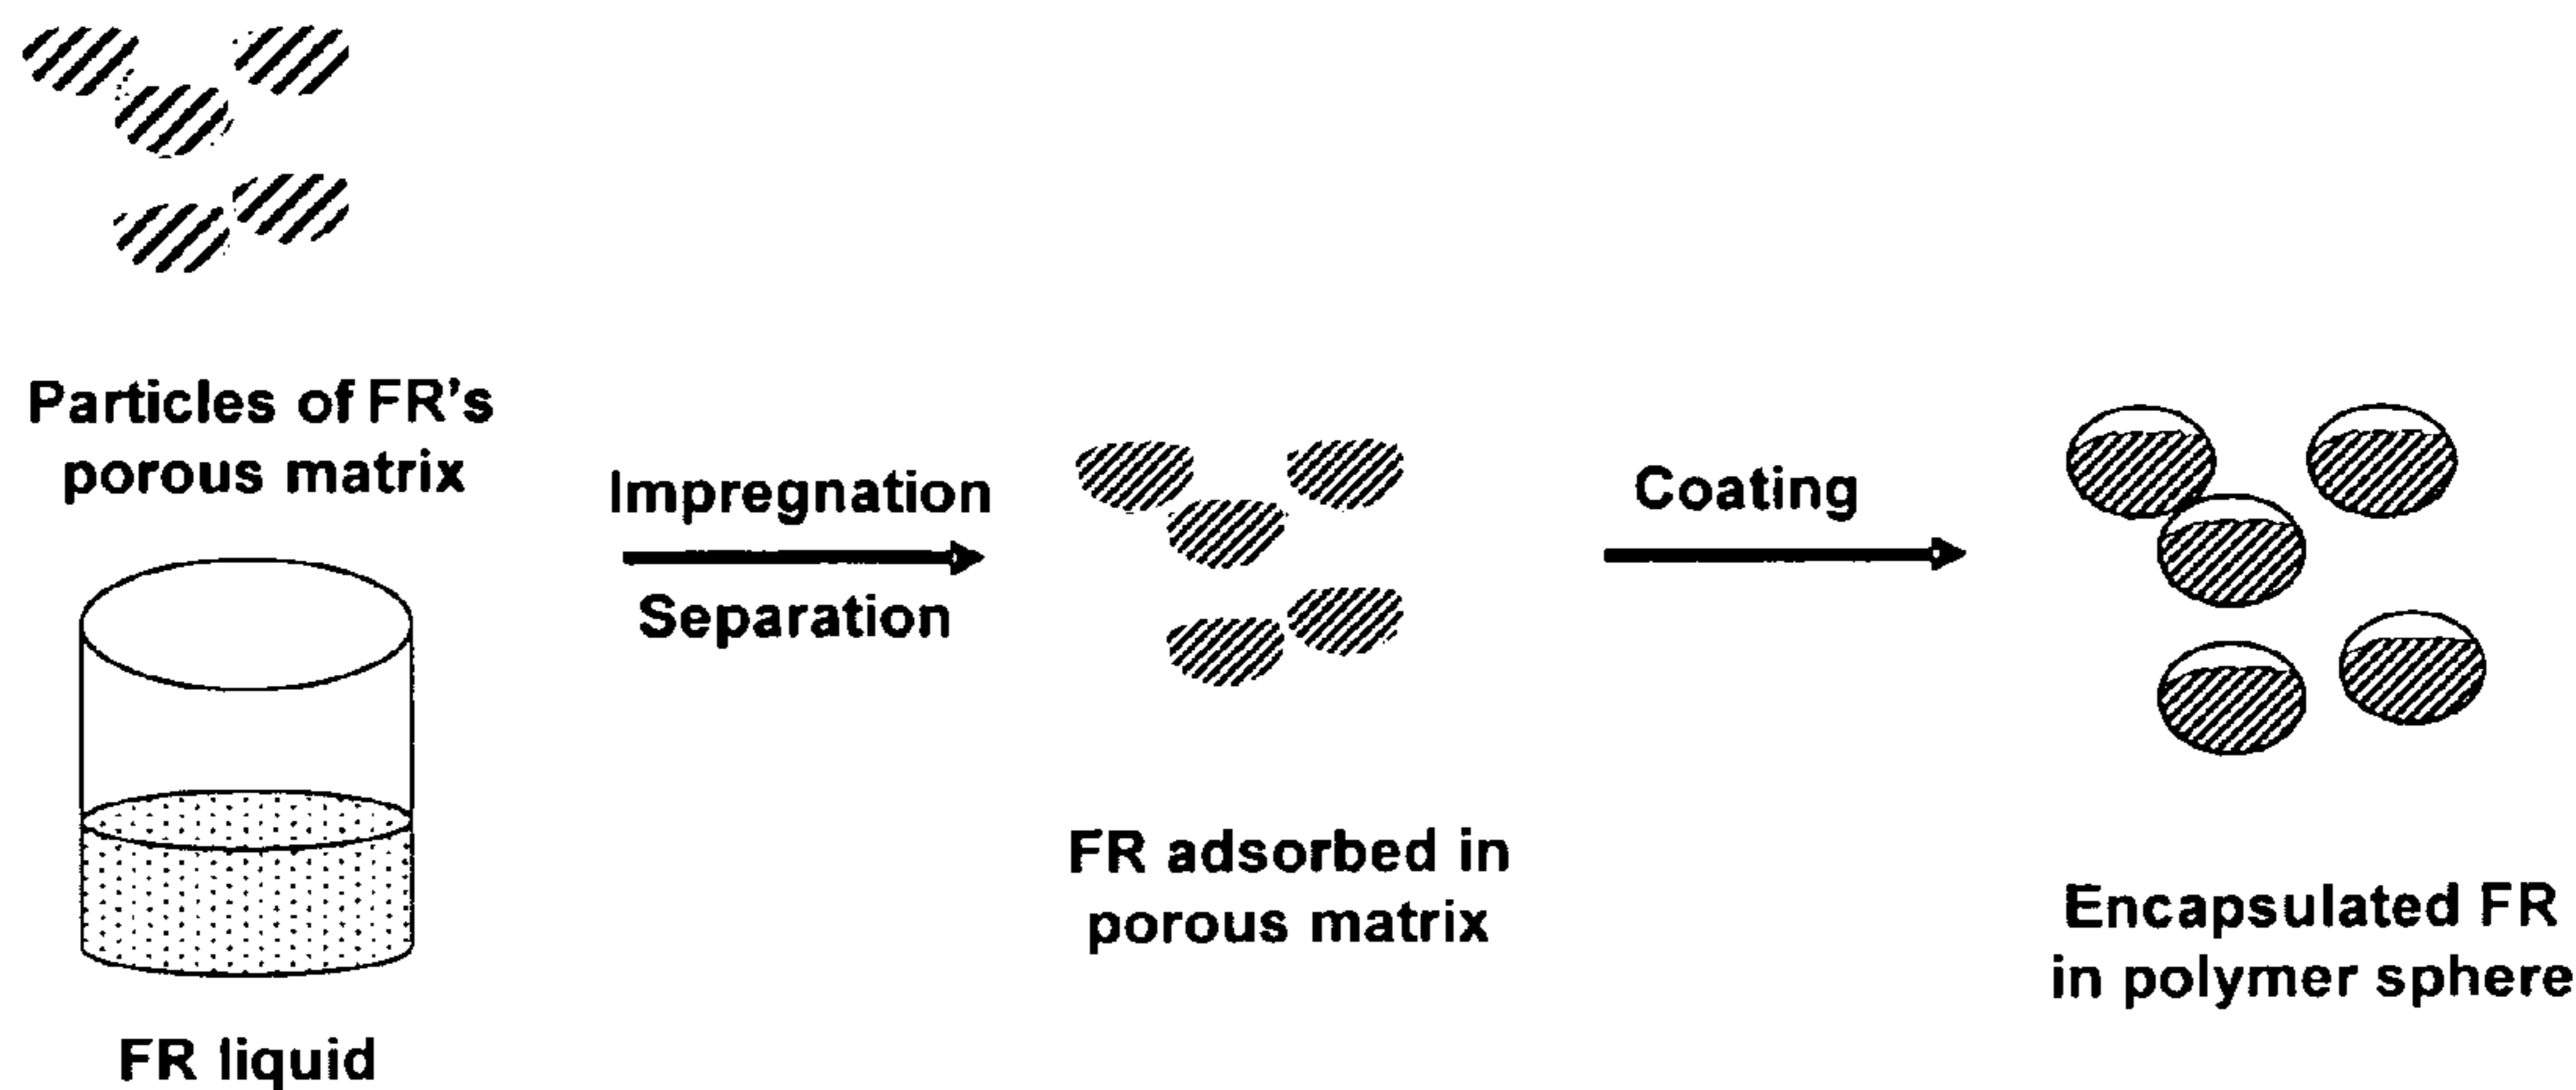 Particles of FR's
porous matrix
FR liquid
Impregnation
Separation
FR adsorbed in
porous matrix
Coating
Encapsulated FR
in polymer sphere